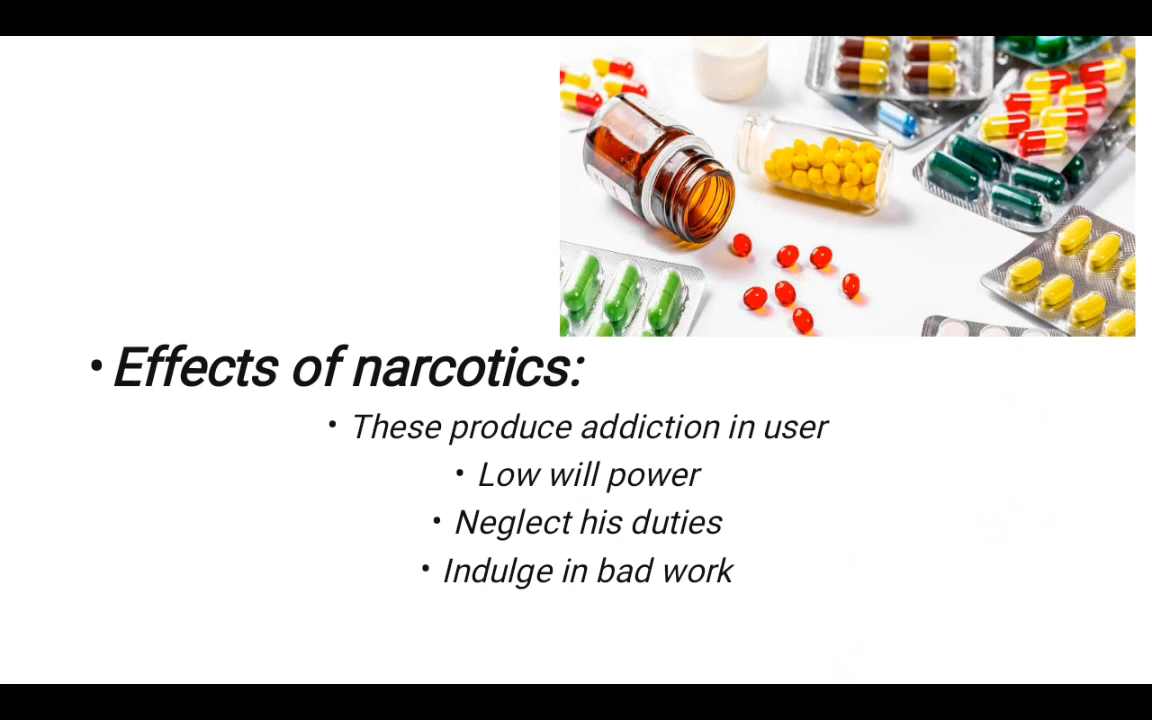 • Effects of narcotics:
• These produce addiction in user
• Low will power
• Neglect his duties
• Indulge in bad work